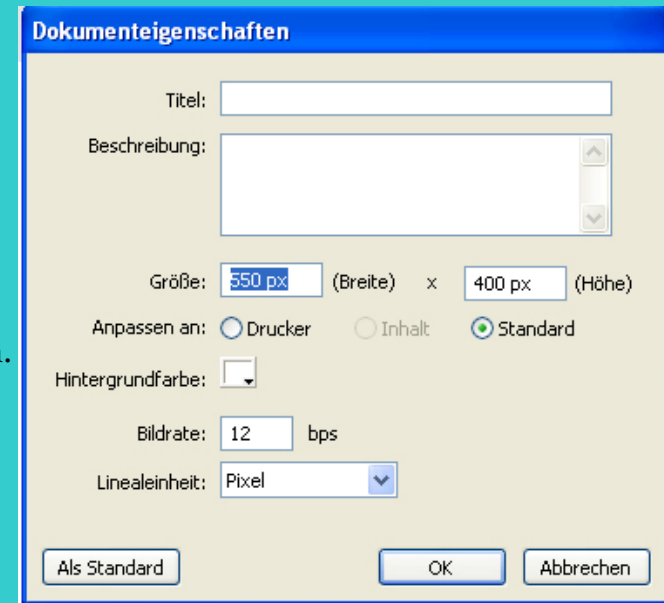 Dokumenteigenschaften
Titel:
Beschreibung:
Größe: 550 px (Breite) x 400 px (Höhe)
Anpassen an: Drucker Inhalt Standard
Hintergrundfarbe:
Bildrate: 12 bps
Linealeinheit: Pixel
Als Standard OK Abbrechen